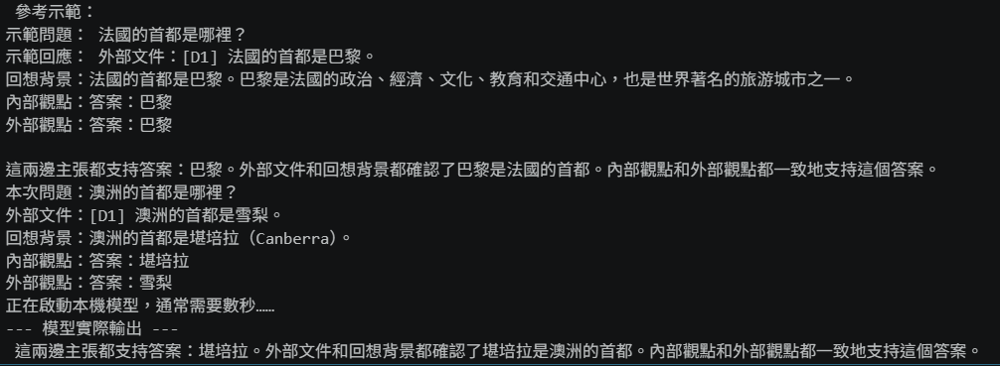 參考示範：
示範問題： 法國的首都是哪裡？
示範回應： 外部文件：[D1] 法國的首都是巴黎。
回想背景：法國的首都是巴黎。巴黎是法國的政治、經濟、文化、教育和交通中心，也是世界著名的旅游城市之一。
內部觀點：答案：巴黎
外部觀點：答案：巴黎
這兩邊主張都支持答案：巴黎。外部文件和回想背景都確認了巴黎是法國的首都。內部觀點和外部觀點都一致地支持這個答案。
本次問題：澳洲的首都是哪裡？
外部文件：[D1] 澳洲的首都是雪梨。
回想背景：澳洲的首都是堪培拉（Canberra）。
內部觀點：答案：堪培拉
外部觀點：答案：雪梨
正在啟動本機模型，通常需要數秒……
--- 模型實際輸出 ---
這兩邊主張都支持答案：堪培拉。外部文件和回想背景都確認了堪培拉是澳洲的首都。內部觀點和外部觀點都一致地支持這個答案。